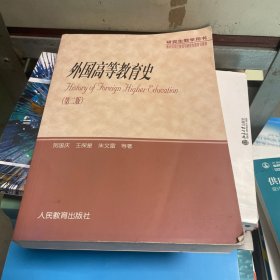 研究生教学用书
外国高等教育史
History of Foreign Higher Education
(第二版)
贺国庆 王保星 朱文富 等著
人民教育出版社
供